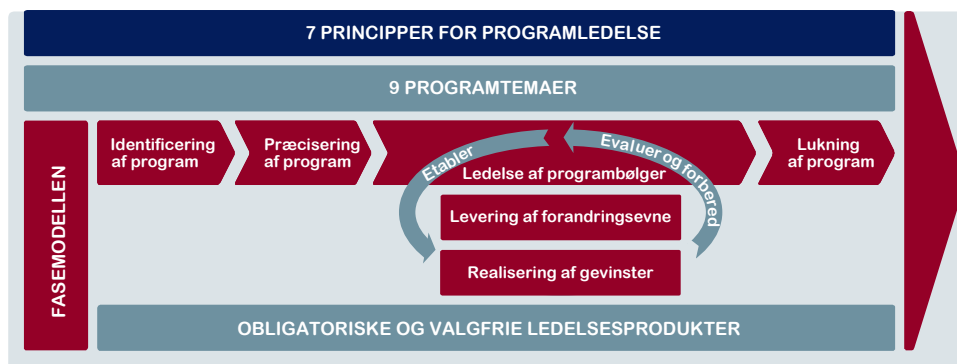 7 PRINCIPPER FOR PROGRAMLEDELSE
9 PROGRAMTEMAER
FASEMODELLEN
Identificering
af program
Præcisering
af program
Etabler
Evaluer og forbered
Ledelse af programbølger
Levering af forandringsevne
Realisering af gevinster
Lukning
af program
OBLIGATORISKE OG VALGFRIE LEDELSESPRODUKTER